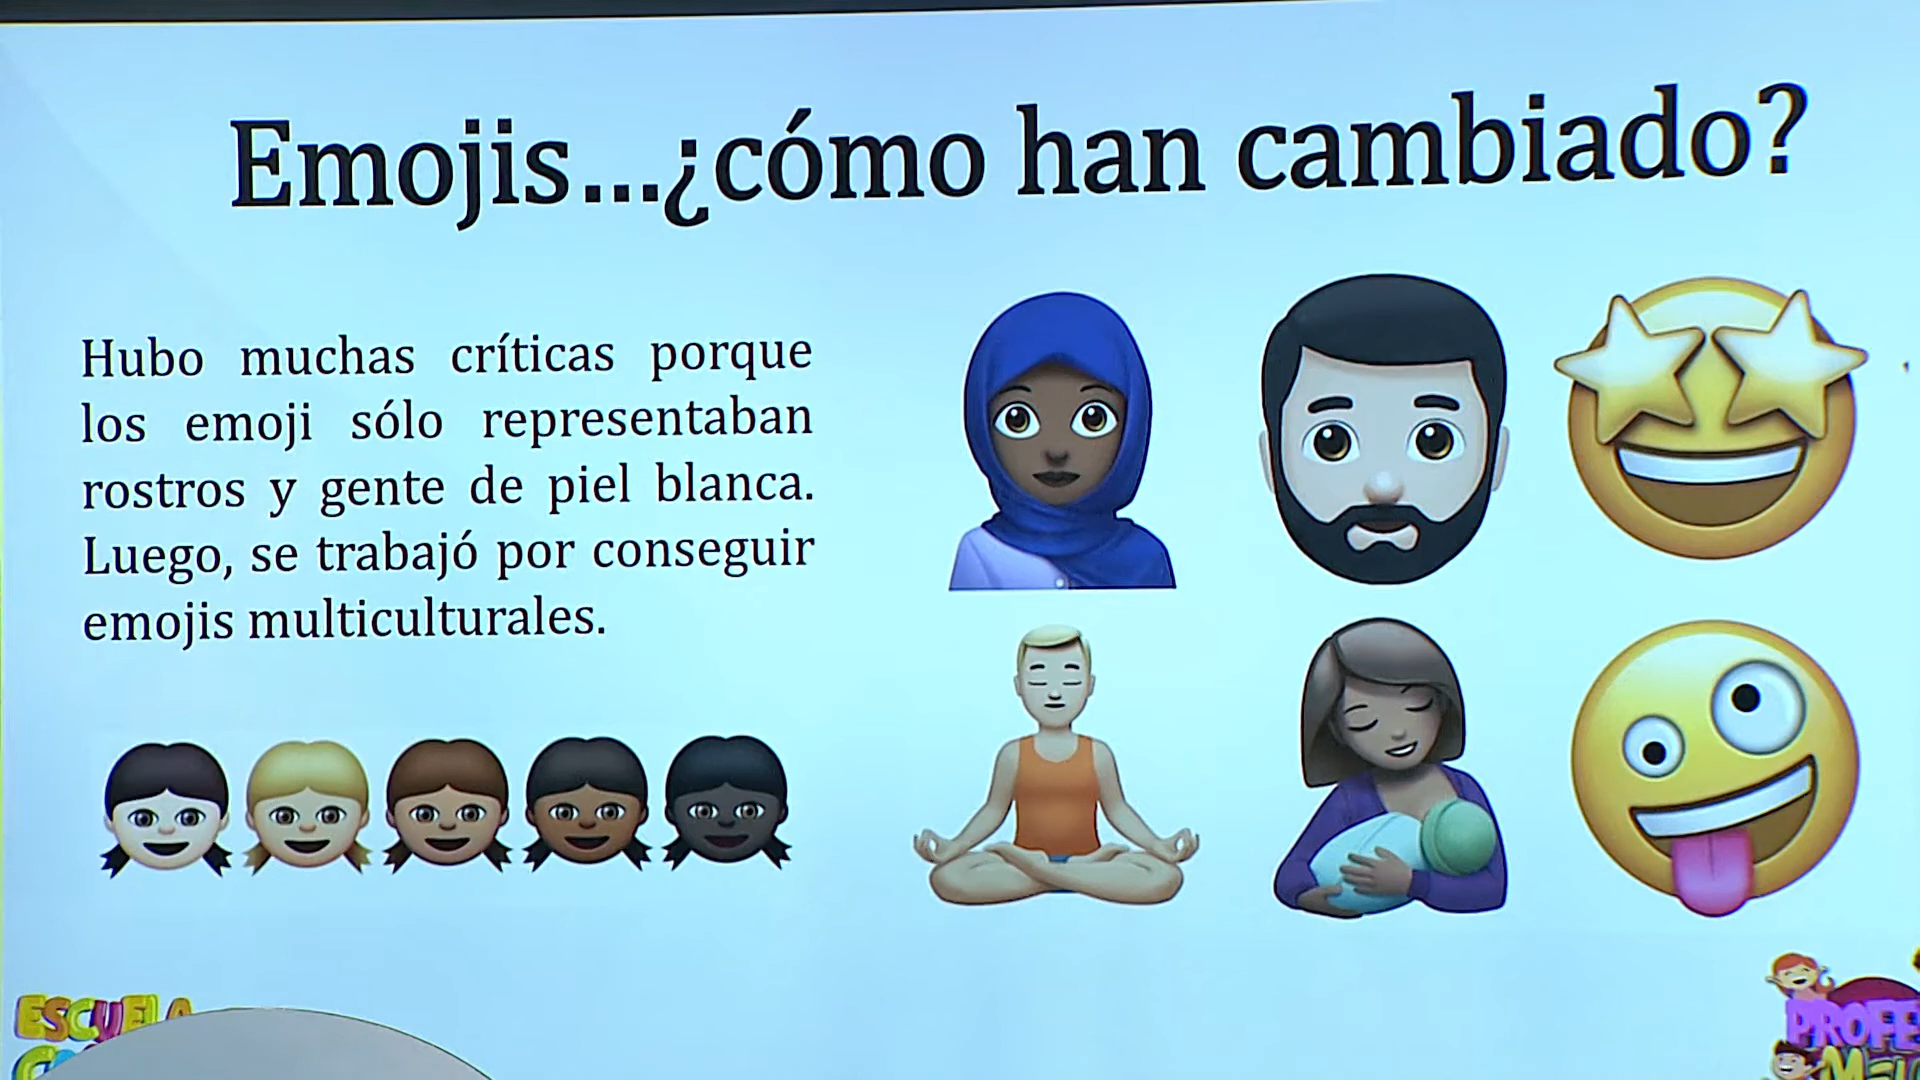 Emojis...¿cómo han cambiado?
Hubo muchas críticas porque
los emoji sólo representaban
rostros y gente de piel blanca.
Luego, se trabajó por conseguir
emojis multiculturales.
ESCUELA